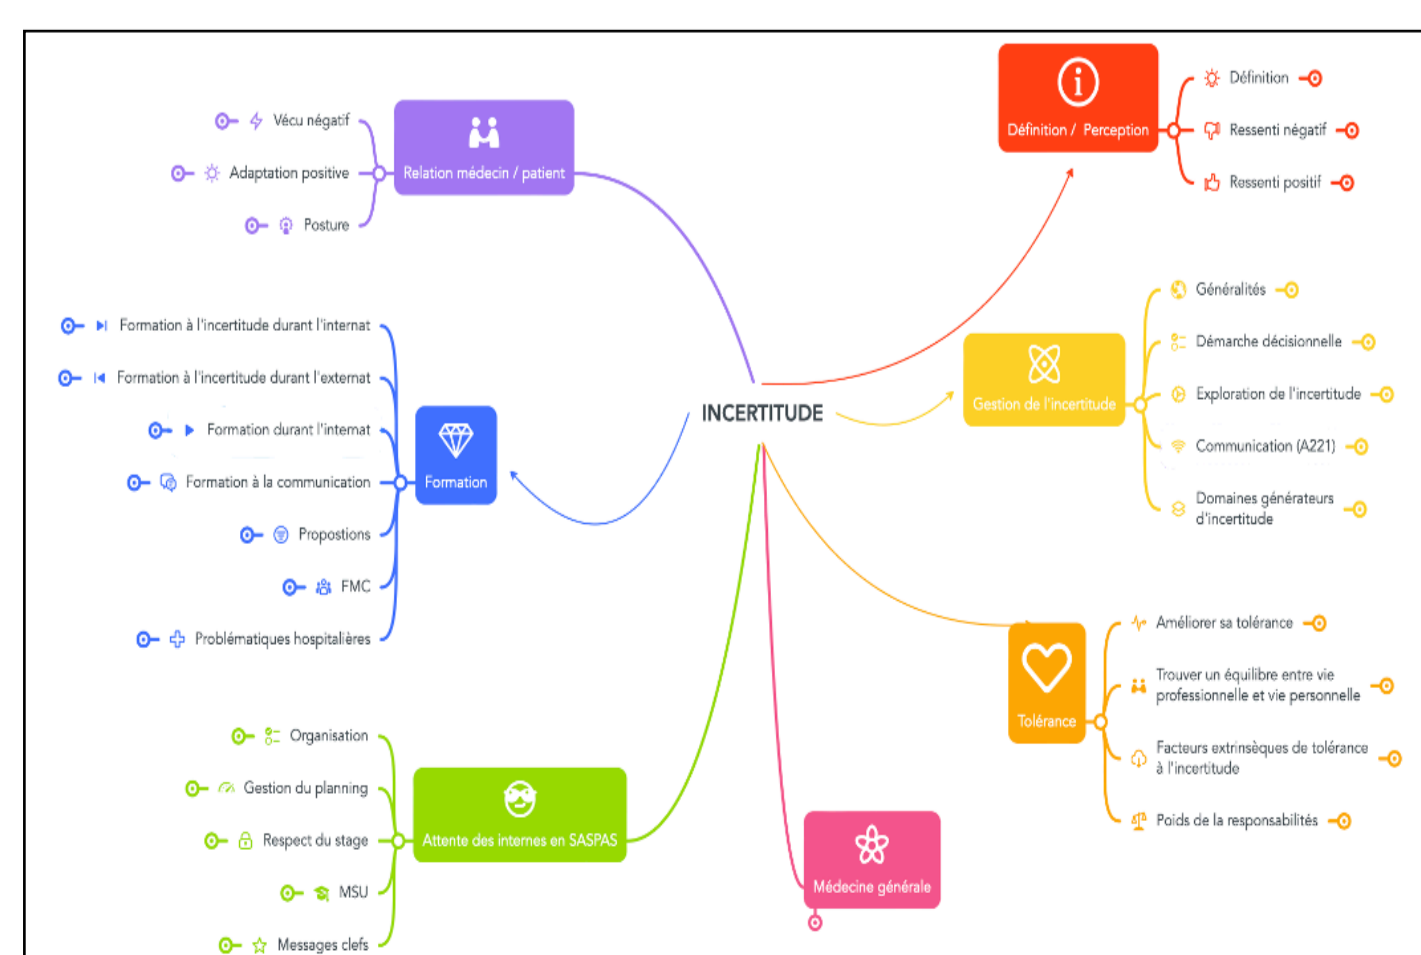 Vécu négatif
Adaptation positive
Posture
Relation médecin / patient
Définition / Perception
Définition
Ressenti négatif
Ressenti positif
Formation à l'incertitude durant l'internat
Formation à l'incertitude durant l'externat
Formation durant l'internat
Formation à la communication
Propostions
FMC
Problématiques hospitalières
Formation
INCERTITUDE
Gestion de l'incertitude
Généralités
Démarche décisionnelle
Exploration de l'incertitude
Communication (A221)
Domaines générateurs
d'incertitude
Tolérance
Améliorer sa tolérance
Trouver un équilibre entre vie
professionnelle et vie personnelle
Facteurs extrinsèques de tolérance
à l'incertitude
Poids de la responsabilités
Organisation
Gestion du planning
Respect du stage
MSU
Messages clefs
Attente des internes en SASPAS
Médecine générale